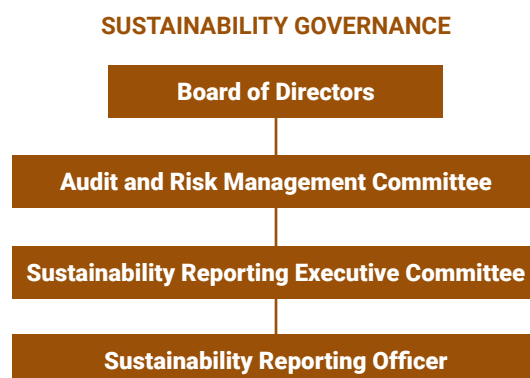 SUSTAINABILITY GOVERNANCE
Board of Directors
Audit and Risk Management Committee
Sustainability Reporting Executive Committee
Sustainability Reporting Officer